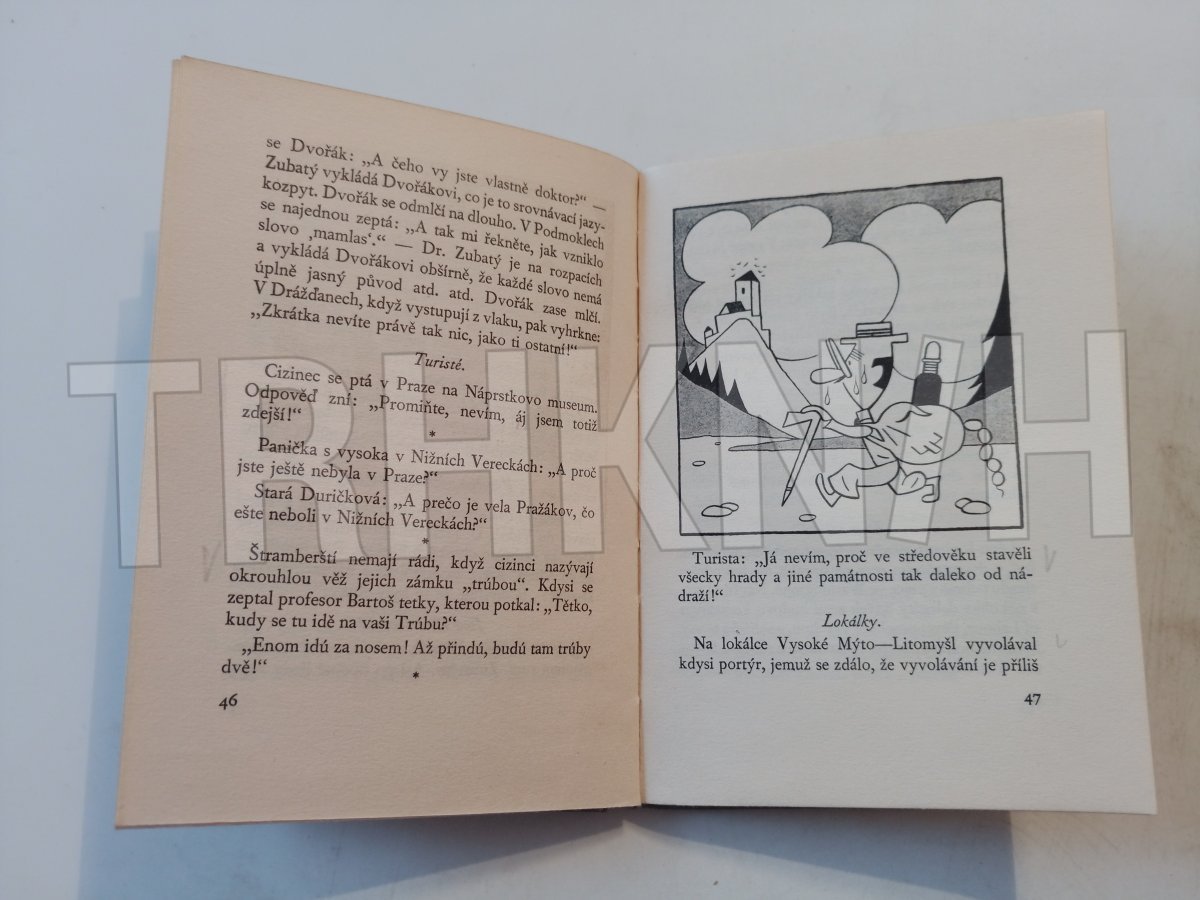 se Dvořák: „A čeho vy jste vlastně doktor?“ —
Zubatý vykládá Dvořákovi, co je to srovnávací jazy-
kozpyt. Dvořák se odmlčí na dlouho. V Podmoklech
se najednou zeptá: „A tak mi řekněte, jak vzniklo
slovo ‚mamlas‘.“ — Dr. Zubatý je na rozpacích
a vykládá Dvořákovi obšírně, že každé slovo nemá
úplně jasný původ atd. atd. Dvořák zase mlčí.
V Drážďanech, když vystupují z vlaku, pak vyhrkne:
„Zkrátka nevíte právě tak nic, jako ti ostatní!“
Turisté.
Cizinec se ptá v Praze na Náprstkovo museum.
Odpověď zní: „Promiňte, nevím, áj jsem totiž
zdejší!“
*
Panička s vysoka v Nižních Vereckách: „A proč
jste ještě nebyla v Praze?“
Stará Duričková: „A prečo je vela Pražákov, čo
ešte neboli v Nižních Vereckách?“
*
Štramberští nemají rádi, když cizinci nazývají
okrouhlou věž jejich zámku „trúbou“. Kdysi se
zeptal profesor Bartoš tetky, kterou potkal: „Tětko,
kudy se tu idě na vaši Trúbu?“
„Enom idú za nosem! Až přindú, budú tam trúby
dvě!“
*
46
Turista: „Já nevím, proč ve středověku stavěli
všecky hrady a jiné památnosti tak daleko od ná-
draží!“
Lokálky.
Na lokálce Vysoké Mýto—Litomyšl vyvolával
kdysi portýr, jemuž se zdálo, že vyvolávání je příliš
47
TRHKNIH